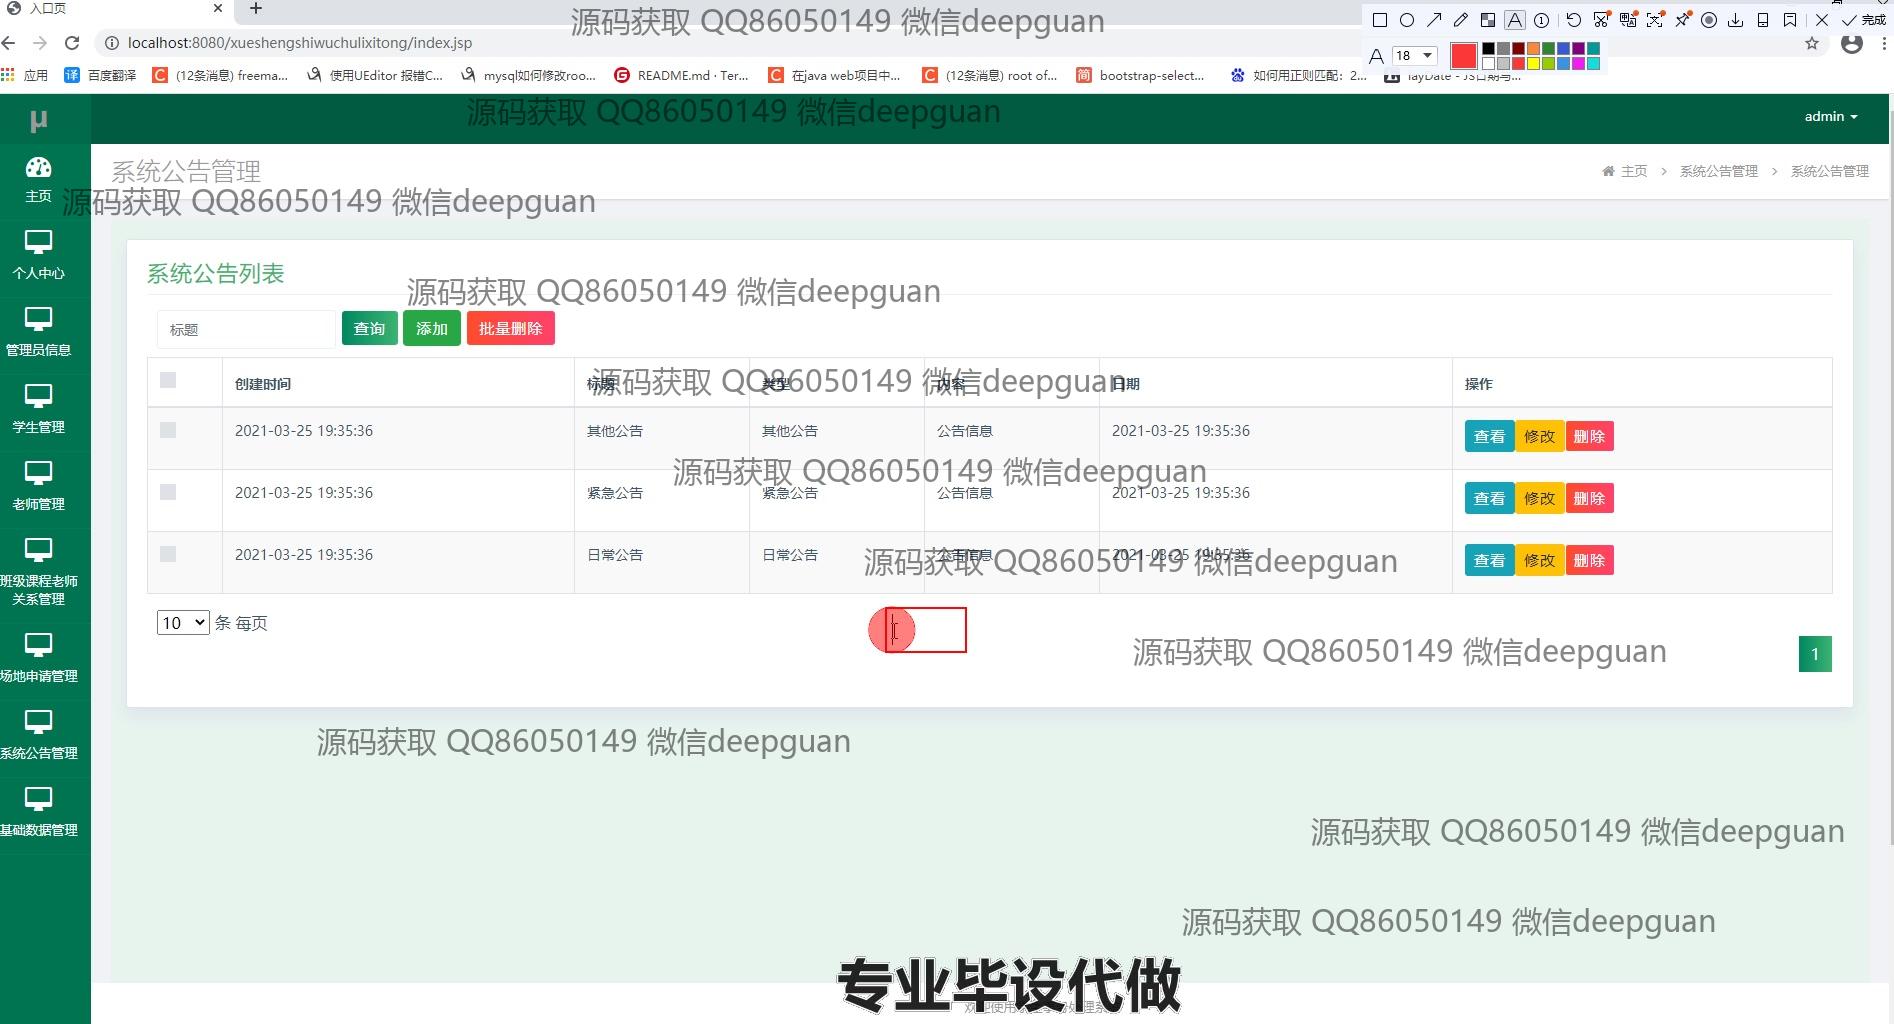 入口页
源码获取 QQ86050149 微信deepguan
完成
localhost:8080/xueshengshiwuchulixitong/index.jsp
18
应用 百度翻译 (12条消息) freema... 使用UEditor 报错C... mysql如何修改roo... README.md · Ter... 在java web项目中... (12条消息) root of... bootstrap-select... 如何用正则匹配：2...
源码获取 QQ86050149 微信deepguan
admin
系统公告管理
主页 > 系统公告管理 > 系统公告管理
主页
源码获取 QQ86050149 微信deepguan
个人中心
管理员信息
学生管理
老师管理
班级课程老师
关系管理
场地申请管理
系统公告管理
基础数据管理
系统公告列表
源码获取 QQ86050149 微信deepguan
标题 查询 添加 批量删除
创建时间 标题 类型 内容 日期 操作
源码获取 QQ86050149 微信deepguan
2021-03-25 19:35:36 其他公告 其他公告 公告信息 2021-03-25 19:35:36 查看 修改 删除
源码获取 QQ86050149 微信deepguan
2021-03-25 19:35:36 紧急公告 紧急公告 公告信息 2021-03-25 19:35:36 查看 修改 删除
2021-03-25 19:35:36 日常公告 日常公告 公告信息 2021-03-25 19:35:36 查看 修改 删除
源码获取 QQ86050149 微信deepguan
10 条 每页
源码获取 QQ86050149 微信deepguan
1
源码获取 QQ86050149 微信deepguan
源码获取 QQ86050149 微信deepguan
源码获取 QQ86050149 微信deepguan
专业毕设代做